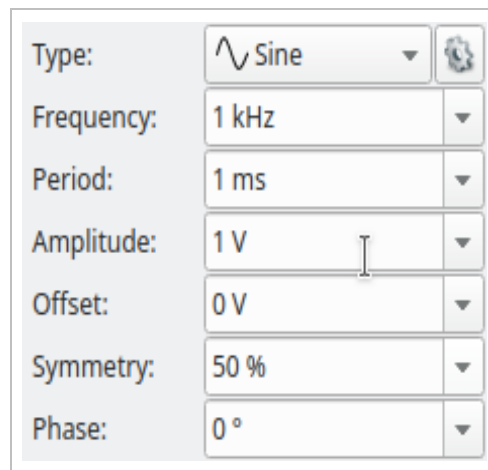 Type: Sine
Frequency: 1 kHz
Period: 1 ms
Amplitude: 1 V
Offset: 0 V
Symmetry: 50 %
Phase: 0 º